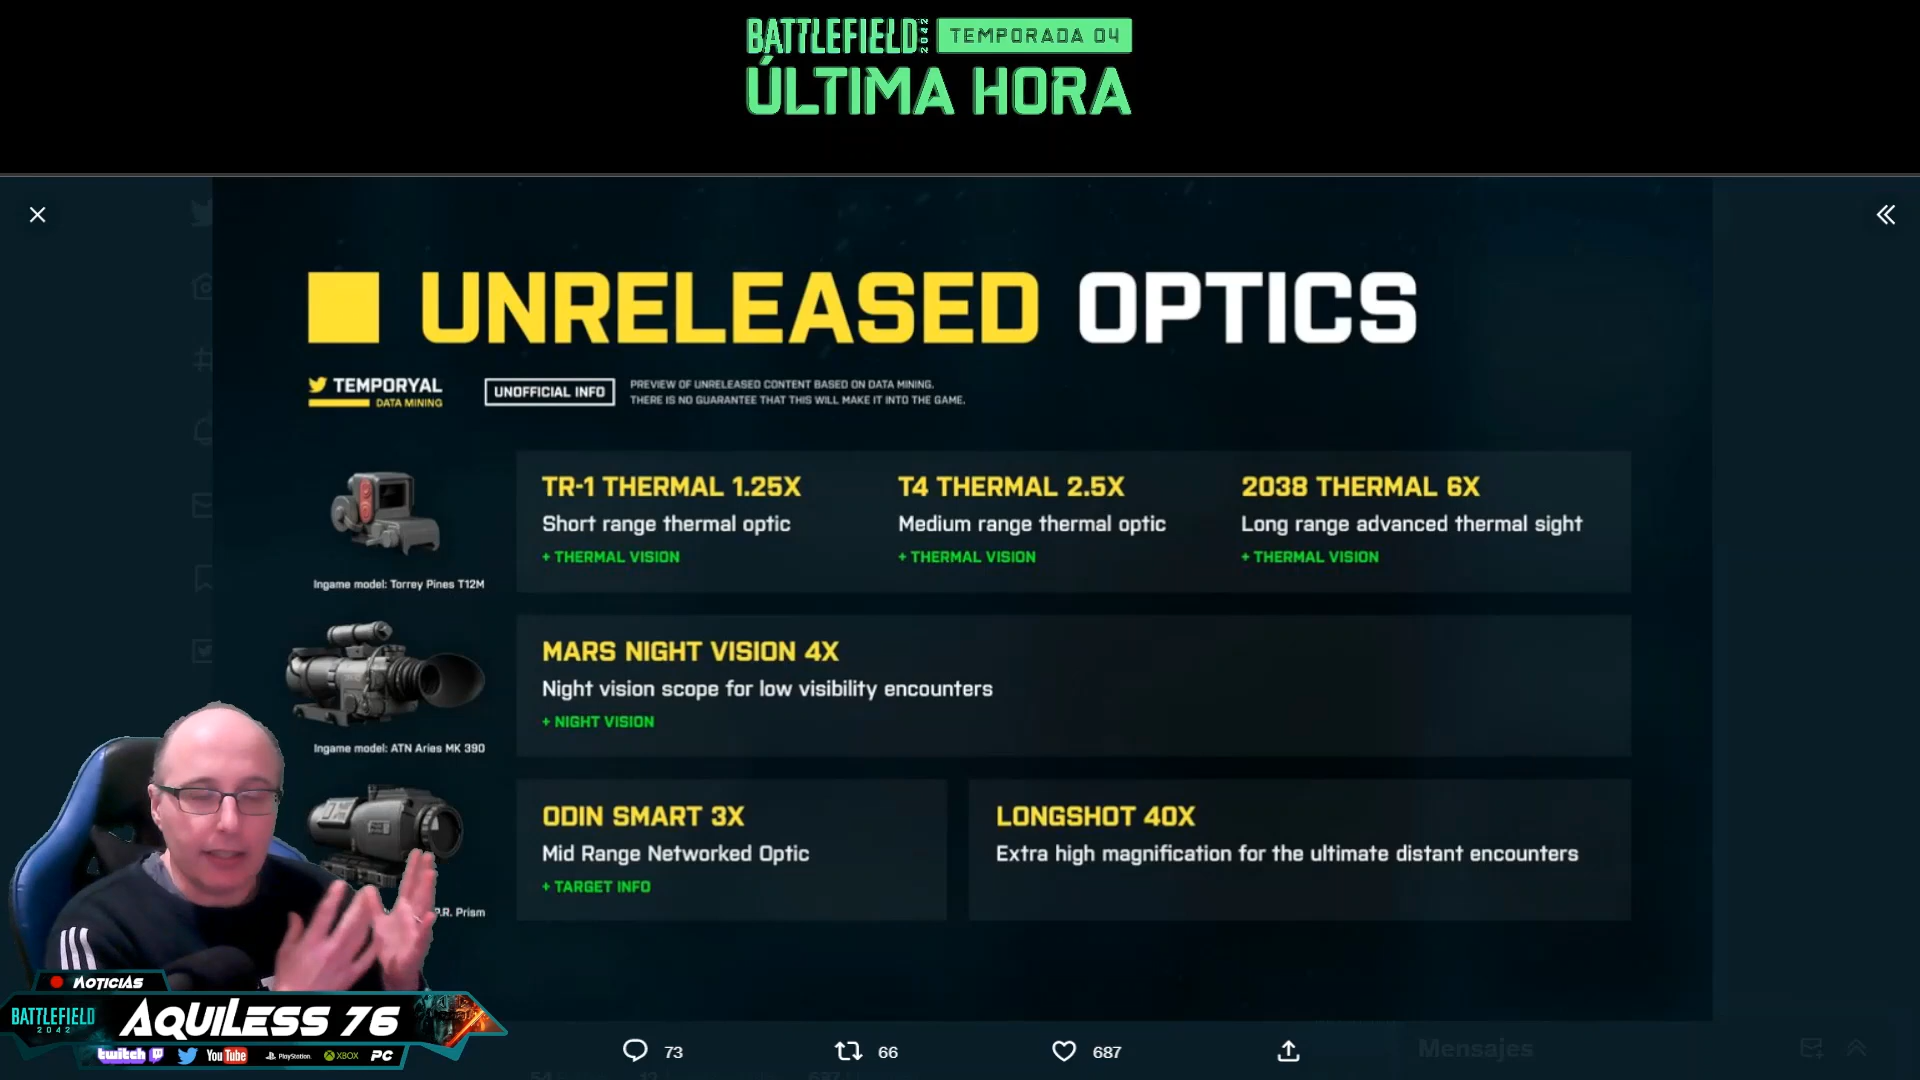 BATTLEFIELD 2042 TEMPORADA 04
ÚLTIMA HORA
UNRELEASED OPTICS
TEMPORYAL
DATA MINING
UNOFFICIAL INFO
PREVIEW OF UNRELEASED CONTENT BASED ON DATA MINING.
THERE IS NO GUARANTEE THAT THIS WILL MAKE IT INTO THE GAME.
TR-1 THERMAL 1.25X
Short range thermal optic
+ THERMAL VISION
T4 THERMAL 2.5X
Medium range thermal optic
+ THERMAL VISION
2038 THERMAL 6X
Long range advanced thermal sight
+ THERMAL VISION
Ingame model: Torrey Pines T12M
MARS NIGHT VISION 4X
Night vision scope for low visibility encounters
+ NIGHT VISION
Ingame model: ATN Aries MK 390
ODIN SMART 3X
Mid Range Networked Optic
+ TARGET INFO
LONGSHOT 40X
Extra high magnification for the ultimate distant encounters
P.R. Prism
NOTICIAS
BATTLEFIELD
2042
AQUILESS 76
twitch YouTube PlayStation XBOX PC
73 66 687
Mensajes